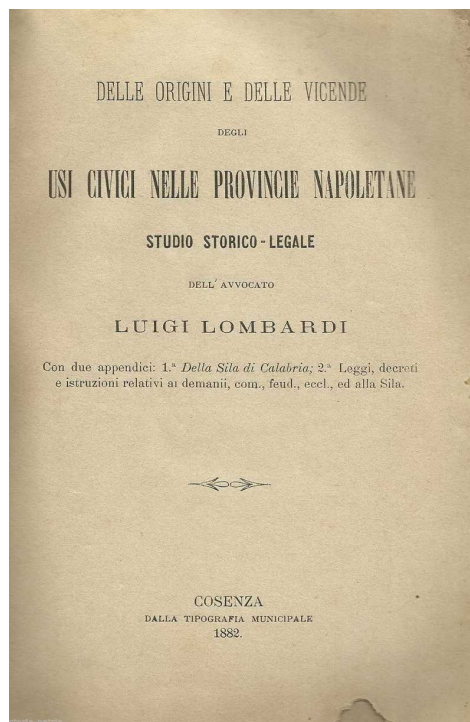 DELLE ORIGINI E DELLE VICENDE
DEGLI
USI CIVICI NELLE PROVINCIE NAPOLETANE
STUDIO STORICO-LEGALE
DELL' AVVOCATO
LUIGI LOMBARDI
Con due appendici: 1.ª Della Sila di Calabria; 2.ª Leggi, decreti
e istruzioni relativi ai demanii, com., feud., eccl., ed alla Sila.
COSENZA
DALLA TIPOGRAFIA MUNICIPALE
1882.